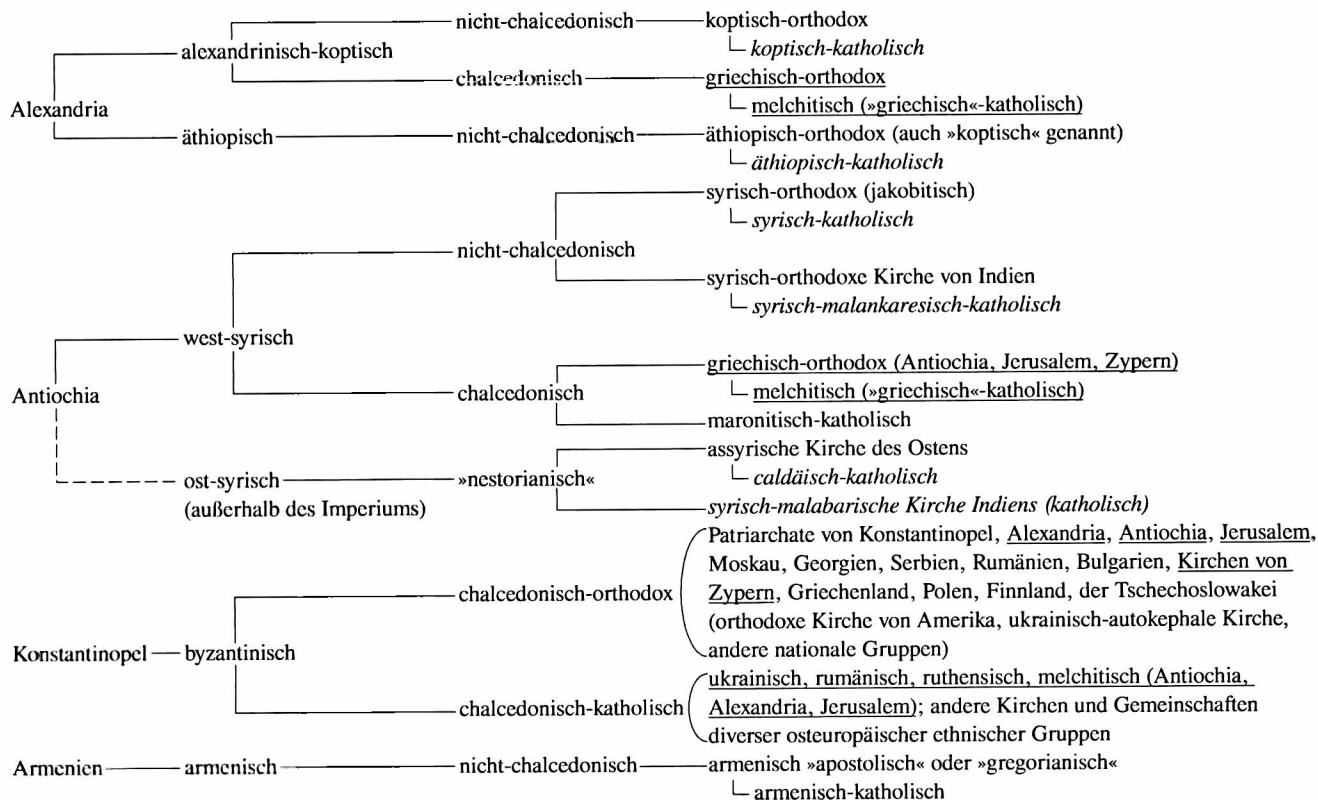 nicht-chalcedonisch koptisch-orthodox
alexandrinisch-koptisch koptisch-katholisch
chalcedonisch griechisch-orthodox
Alexandria melchitisch (»griechisch«-katholisch)
äthiopisch nicht-chalcedonisch äthiopisch-orthodox (auch »koptisch« genannt)
äthiopisch-katholisch
syrisch-orthodox (jakobitisch)
syrisch-katholisch
nicht-chalcedonisch
syrisch-orthodoxe Kirche von Indien
syrisch-malankaresisch-katholisch
west-syrisch
griechisch-orthodox (Antiochia, Jerusalem, Zypern)
Antiochia chalcedonisch melchitisch (»griechisch«-katholisch)
maronitisch-katholisch
assyrische Kirche des Ostens
ost-syrisch »nestorianisch« caldäisch-katholisch
(außerhalb des Imperiums) syrisch-malabarische Kirche Indiens (katholisch)
Patriarchate von Konstantinopel, Alexandria, Antiochia, Jerusalem,
Moskau, Georgien, Serbien, Rumänien, Bulgarien, Kirchen von
chalcedonisch-orthodox Zypern, Griechenland, Polen, Finnland, der Tschechoslowakei
(orthodoxe Kirche von Amerika, ukrainisch-autokephale Kirche,
Konstantinopel byzantinisch andere nationale Gruppen)
ukrainisch, rumänisch, ruthensisch, melchitisch (Antiochia,
chalcedonisch-katholisch Alexandria, Jerusalem); andere Kirchen und Gemeinschaften
diverser osteuropäischer ethnischer Gruppen
Armenien armenisch nicht-chalcedonisch armenisch »apostolisch« oder »gregorianisch«
armenisch-katholisch